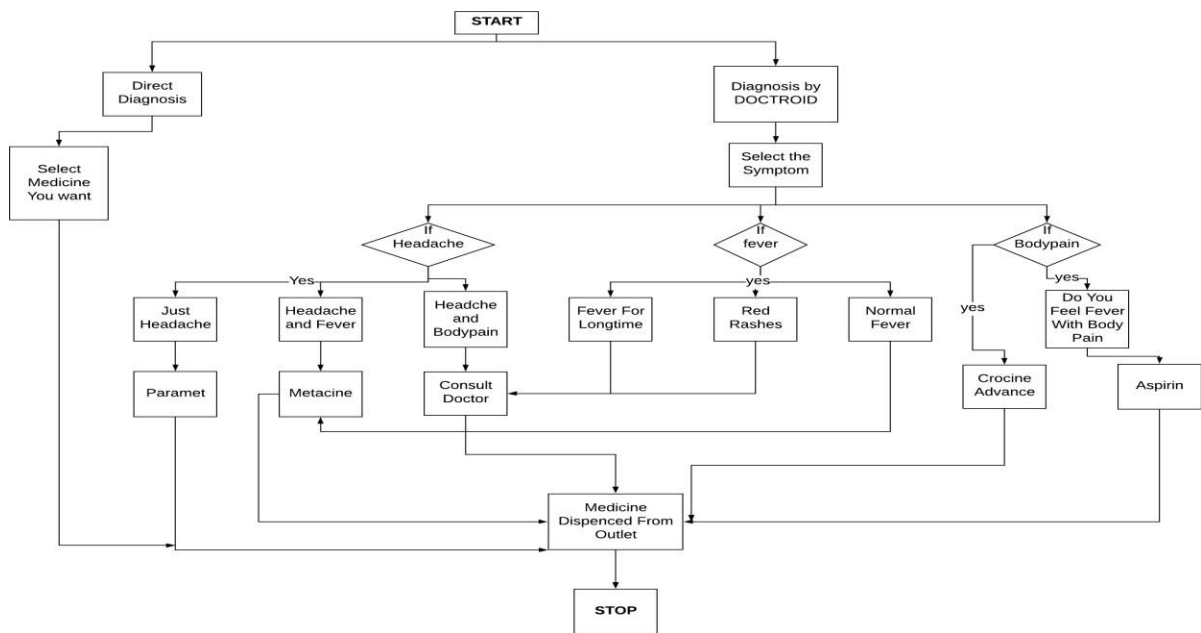 START
Direct
Diagnosis
Diagnosis by
DOCTROID
Select
Medicine
You want
Select the
Symptom
If
Headache
If
fever
If
Bodypain
Yes
yes
yes
yes
Just
Headache
Headache
and Fever
Headche
and
Bodypain
Fever For
Longtime
Red
Rashes
Normal
Fever
Do You
Feel Fever
With Body
Pain
Paramet
Metacine
Consult
Doctor
Crocine
Advance
Aspirin
Medicine
Dispenced From
Outlet
STOP